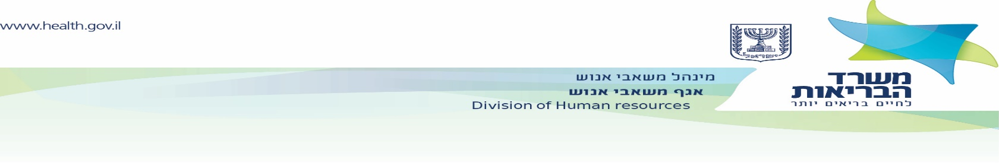 www.health.gov.il
ישראל
משרד
הבריאות
לחיים בריאים יותר
מינהל משאבי אנוש
אגף משאבי אנוש
Division of Human resources